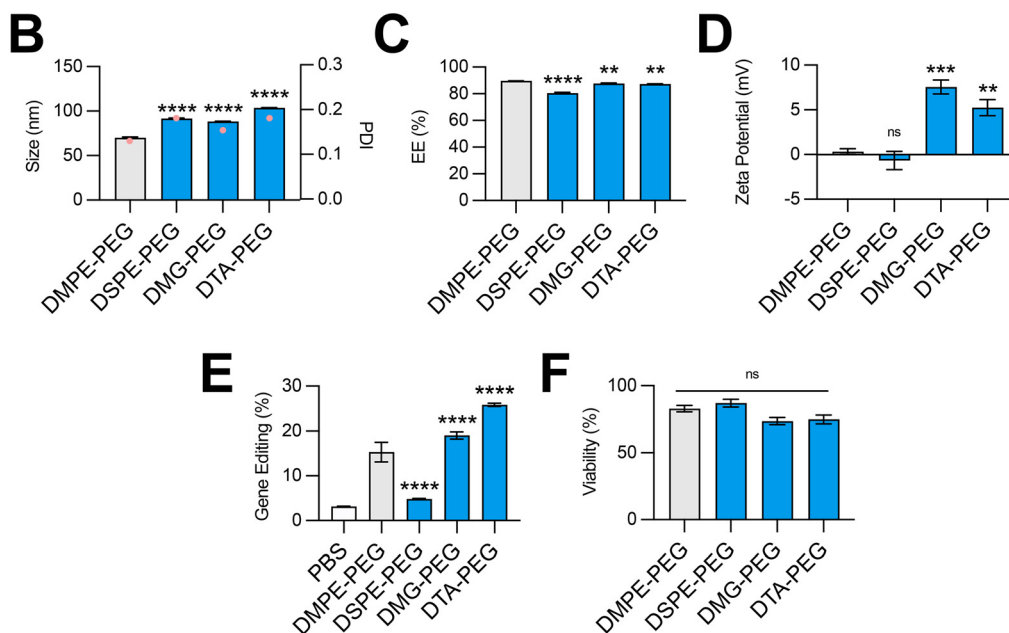 B
150
100
50
0
Size (nm)
0.3
0.2
0.1
0.0
PDI
**** **** ****
DMPE-PEG
DSPE-PEG
DMG-PEG
DTA-PEG
C
100
80
60
40
20
0
EE (%)
**** ** **
DMPE-PEG
DSPE-PEG
DMG-PEG
DTA-PEG
D
10
5
0
-5
Zeta Potential (mV)
ns *** **
DMPE-PEG
DSPE-PEG
DMG-PEG
DTA-PEG
E
30
20
10
0
Gene Editing (%)
**** **** ****
PBS
DMPE-PEG
DSPE-PEG
DMG-PEG
DTA-PEG
F
100
50
0
Viability (%)
ns
DMPE-PEG
DSPE-PEG
DMG-PEG
DTA-PEG